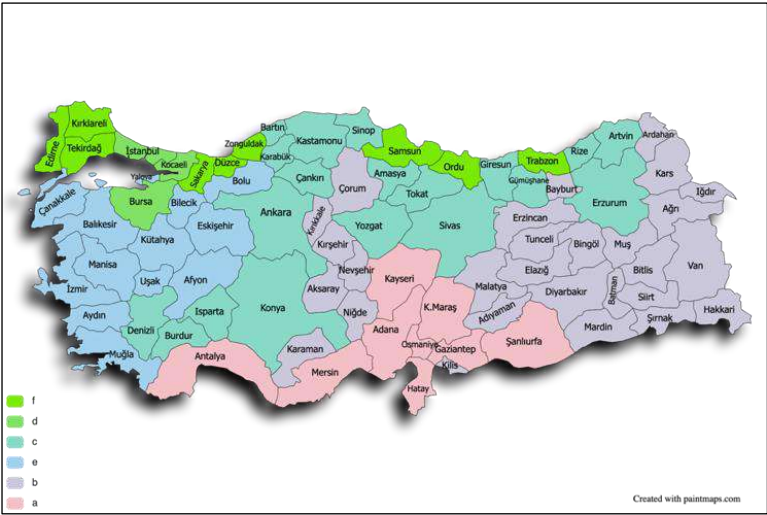 Kırklareli
Edirne
Tekirdağ
İstanbul
Kocaeli
Yalova
Sakarya
Düzce
Zonguldak
Bartın
Karabük
Kastamonu
Sinop
Samsun
Ordu
Giresun
Trabzon
Rize
Artvin
Ardahan
Kars
Iğdır
Ağrı
Çanakkale
Bursa
Bilecik
Bolu
Çankırı
Çorum
Amasya
Tokat
Gümüşhane
Bayburt
Erzurum
Balıkesir
Kütahya
Eskişehir
Ankara
Kırıkkale
Kırşehir
Yozgat
Sivas
Erzincan
Tunceli
Bingöl
Muş
Manisa
Uşak
Afyon
Nevşehir
Kayseri
Malatya
Elazığ
Diyarbakır
Batman
Bitlis
Siirt
Van
İzmir
Aydın
Denizli
Isparta
Burdur
Konya
Aksaray
Niğde
K.Maraş
Adıyaman
Mardin
Şırnak
Hakkari
Muğla
Antalya
Karaman
Mersin
Adana
Osmaniye
Gaziantep
Kilis
Şanlıurfa
Hatay
f
d
c
e
b
a
Created with paintmaps.com